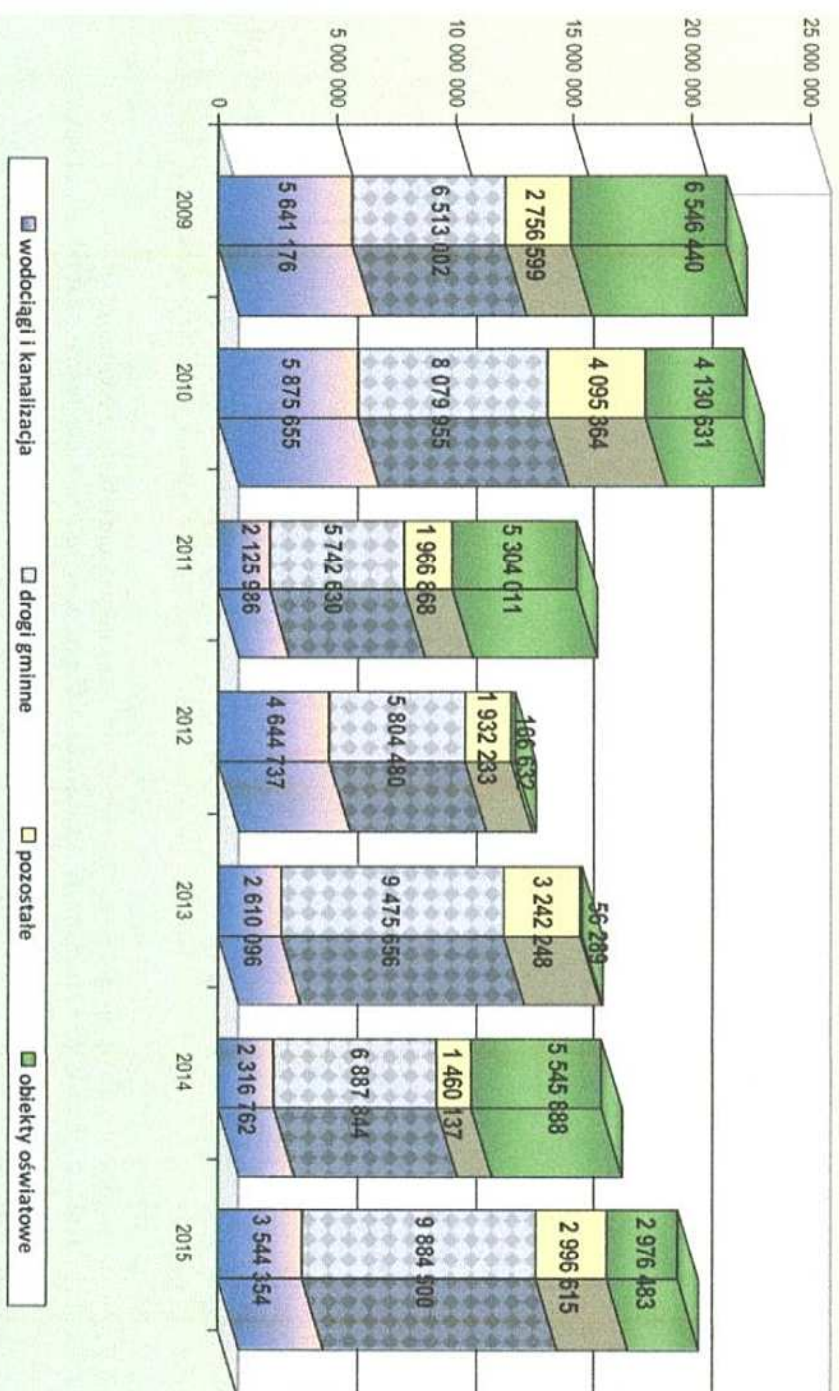 25 000 000
20 000 000
15 000 000
10 000 000
5 000 000
0
6 546 440
2 756 599
6 513 002
5 641 176
4 130 631
4 095 364
8 079 955
5 875 655
5 304 011
1 966 868
5 742 630
2 125 986
166 632
1 932 233
5 804 480
4 644 737
56 289
3 242 248
9 475 656
2 610 096
5 545 888
1 460 137
6 887 844
2 316 762
2 976 483
2 996 615
9 884 900
3 544 354
2009
2010
2011
2012
2013
2014
2015
wodociągi i kanalizacja
drogi gminne
pozostałe
obiekty oświatowe